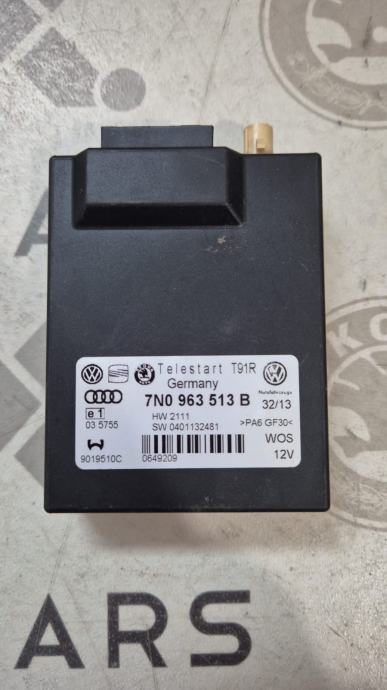 Telestart T91R
Germany
7N0 963 513 B
32/13
e1
HW 2111
03 5755
SW 0401132481
>PA6 GF30<
WOS
9019510C
0649209
12V
ARS